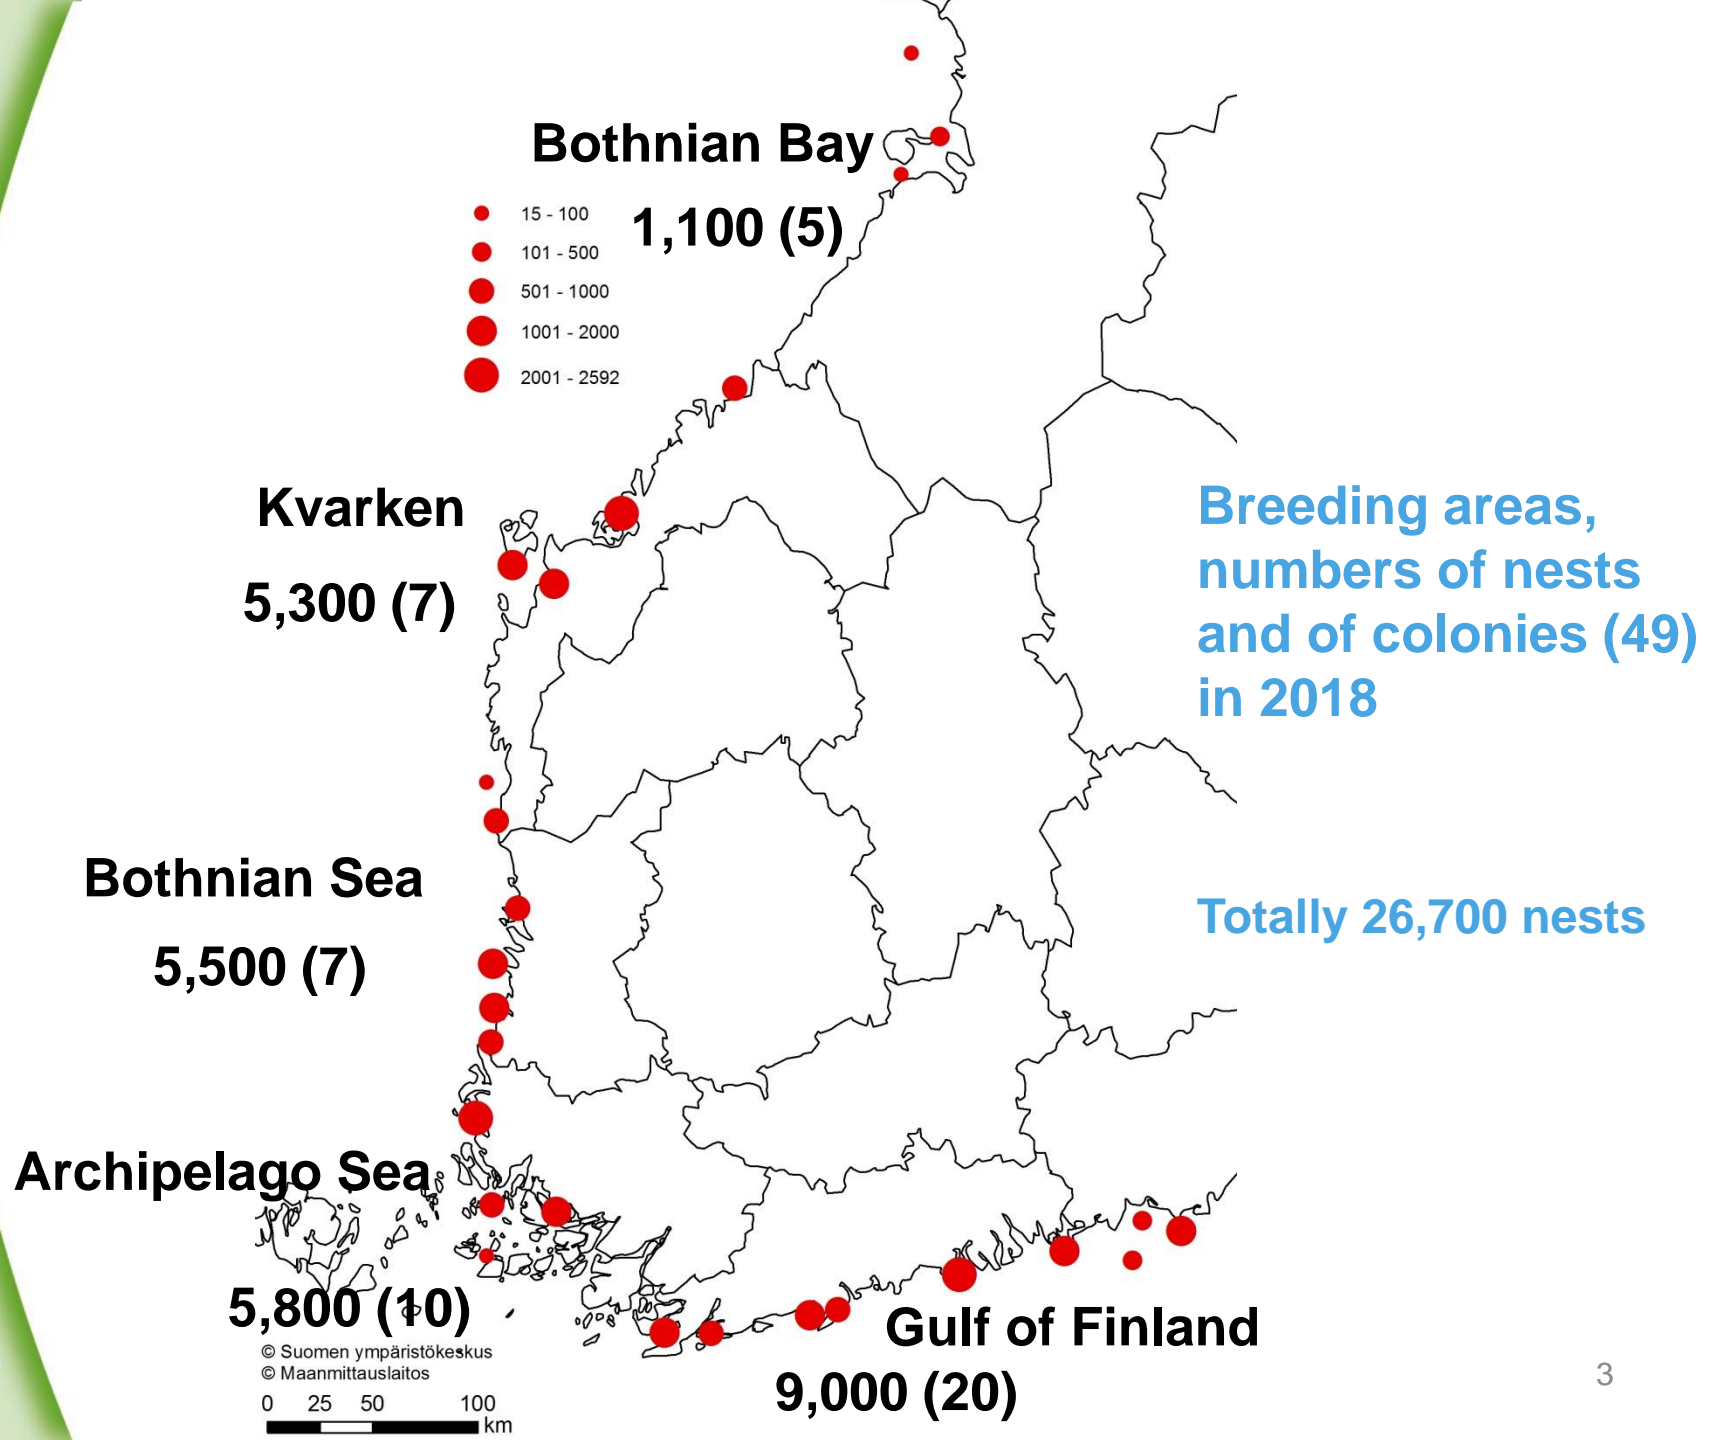 Bothnian Bay
1,100 (5)
15 - 100
101 - 500
501 - 1000
1001 - 2000
2001 - 2592
Kvarken
5,300 (7)
Breeding areas,
numbers of nests
and of colonies (49)
in 2018
Bothnian Sea
5,500 (7)
Totally 26,700 nests
Archipelago Sea
5,800 (10)
Gulf of Finland
9,000 (20)
© Suomen ympäristökeskus
© Maanmittauslaitos
0 25 50 100
km
3